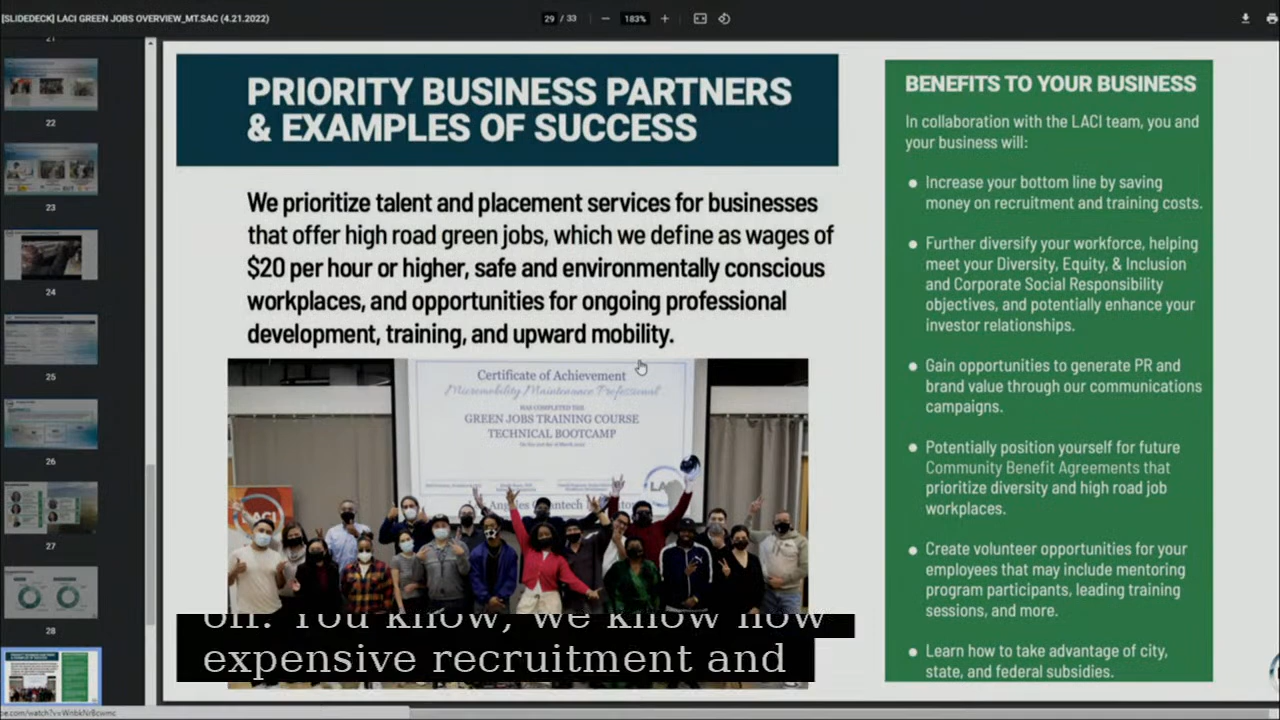 [SLIDEDECK] LACI GREEN JOBS OVERVIEW_MT.SAC (4.21.2022)
29 / 33
183%
22
23
24
25
26
27
28
PRIORITY BUSINESS PARTNERS
& EXAMPLES OF SUCCESS
We prioritize talent and placement services for businesses
that offer high road green jobs, which we define as wages of
$20 per hour or higher, safe and environmentally conscious
workplaces, and opportunities for ongoing professional
development, training, and upward mobility.
Certificate of Achievement
Micromobility Maintenance Professional
HAS COMPLETED THE
GREEN JOBS TRAINING COURSE
TECHNICAL BOOTCAMP
LACI
You know, we know how
expensive recruitment and
BENEFITS TO YOUR BUSINESS
In collaboration with the LACI team, you and
your business will:
Increase your bottom line by saving
money on recruitment and training costs.
Further diversify your workforce, helping
meet your Diversity, Equity, & Inclusion
and Corporate Social Responsibility
objectives, and potentially enhance your
investor relationships.
Gain opportunities to generate PR and
brand value through our communications
campaigns.
Potentially position yourself for future
Community Benefit Agreements that
prioritize diversity and high road job
workplaces.
Create volunteer opportunities for your
employees that may include mentoring
program participants, leading training
sessions, and more.
Learn how to take advantage of city,
state, and federal subsidies.